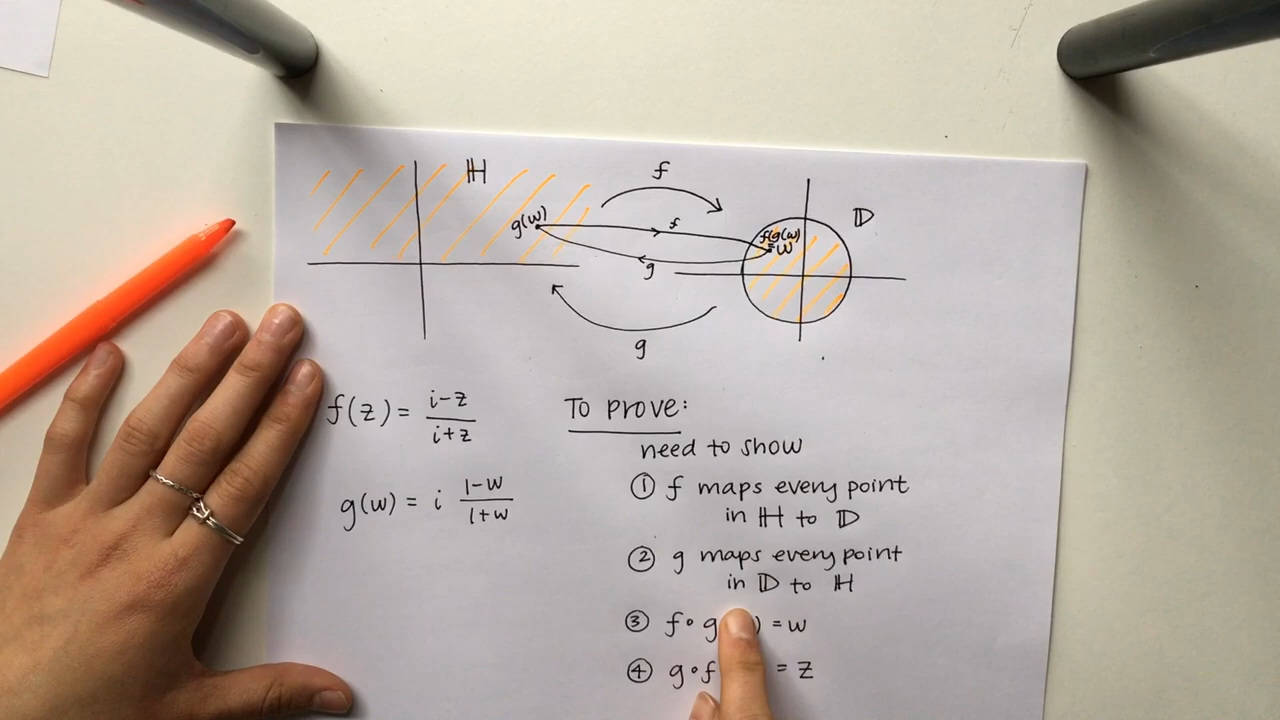 ℍ
f
𝔻
g(w)
f
f(g(w))
= w
g
g
f(z) = i-z / i+z
g(w) = i 1-w / 1+w
To prove:
need to show
① f maps every point
in ℍ to 𝔻
② g maps every point
in 𝔻 to ℍ
③ f∘g ) = w
④ g∘f = z